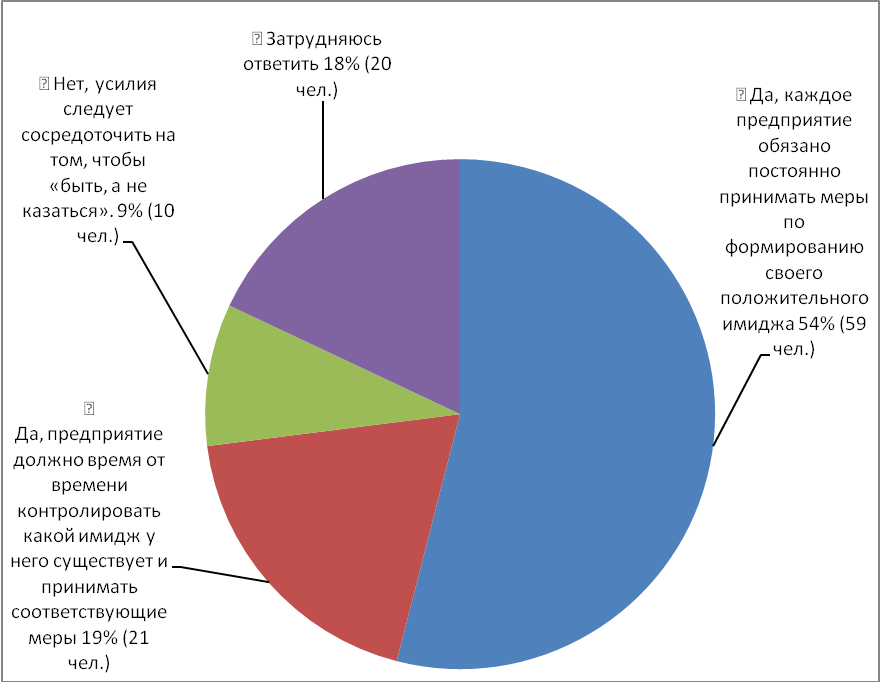 Затрудняюсь
ответить 18% (20
чел.)
Нет, усилия
следует
сосредоточить на
том, чтобы
«быть, а не
казаться». 9% (10
чел.)
Да, каждое
предприятие
обязано
постоянно
принимать меры
по
формированию
своего
положительного
имиджа 54% (59
чел.)
Да, предприятие
должно время от
времени
контролировать
какой имидж у
него существует и
принимать
соответствующие
меры 19% (21
чел.)